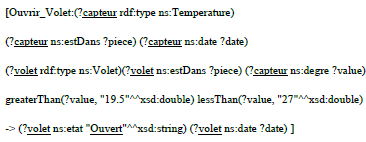 [Ouvrir_Volet:(?capteur rdf:type ns:Temperature)
(?capteur ns:estDans ?piece) (?capteur ns:date ?date)
(?volet rdf:type ns:Volet)(?volet ns:estDans ?piece) (?capteur ns:degre ?value)
greaterThan(?value, "19.5"^^xsd:double) lessThan(?value, "27"^^xsd:double)
-> (?volet ns:etat "Ouvert"^^xsd:string) (?volet ns:date ?date) ]